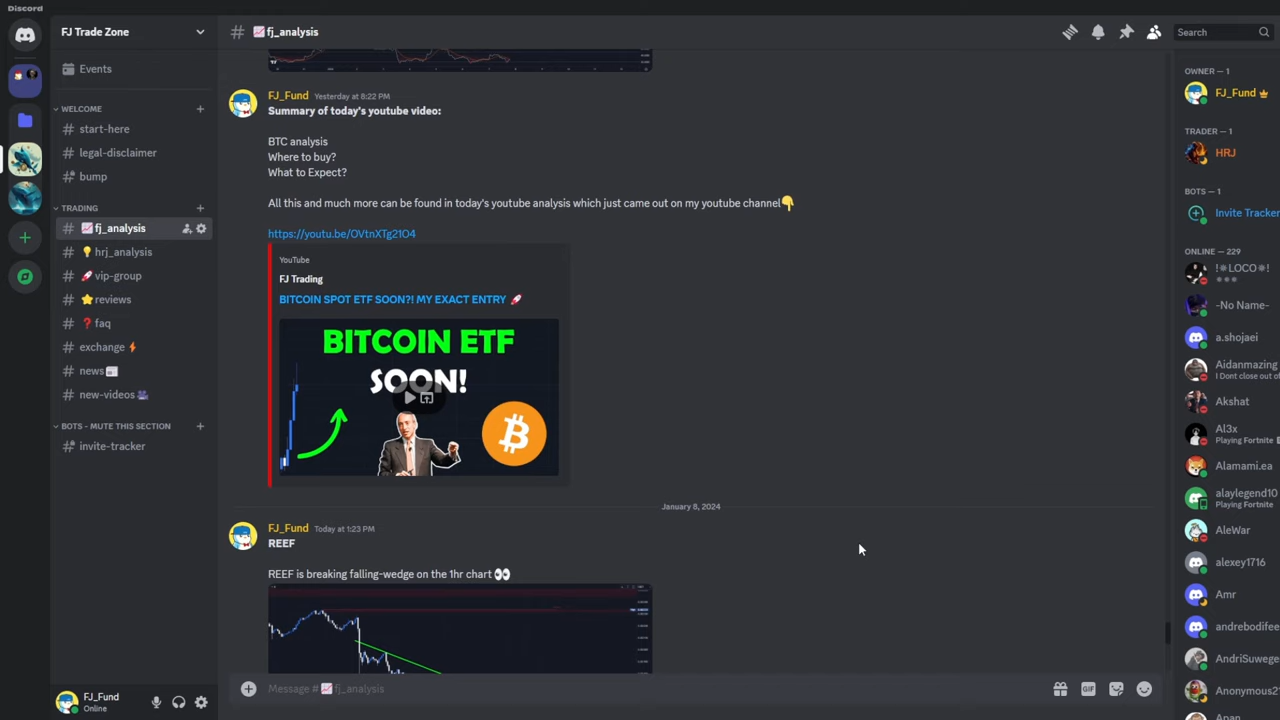 Discord
FJ Trade Zone
Events
WELCOME
start-here
legal-disclaimer
bump
TRADING
fj_analysis
hrj_analysis
vip-group
reviews
faq
exchange
news
new-videos
BOTS - MUTE THIS SECTION
invite-tracker
FJ_Fund
Online
fj_analysis
Search
FJ_Fund Yesterday at 8:22 PM
Summary of today's youtube video:
BTC analysis
Where to buy?
What to Expect?
All this and much more can be found in today's youtube analysis which just came out on my youtube channel👇
https://youtu.be/OVtnXTg21O4
YouTube
FJ Trading
BITCOIN SPOT ETF SOON?! MY EXACT ENTRY 🚀
BITCOIN ETF
SOON!
January 8, 2024
FJ_Fund Today at 1:23 PM
REEF
REEF is breaking falling-wedge on the 1hr chart 👀
Message #📈fj_analysis
GIF
OWNER — 1
FJ_Fund
TRADER — 1
HRJ
BOTS — 1
Invite Tracker
ONLINE — 229
!☼LOCO☼!
-No Name-
a.shojaei
Aidanmazing
I Dont close out of
Akshat
Al3x
Playing Fortnite
Alamami.ea
alaylegend10
Playing Fortnite
AleWar
alexey1716
Amr
andrebodifee
AndriSuwege
Anonymous2